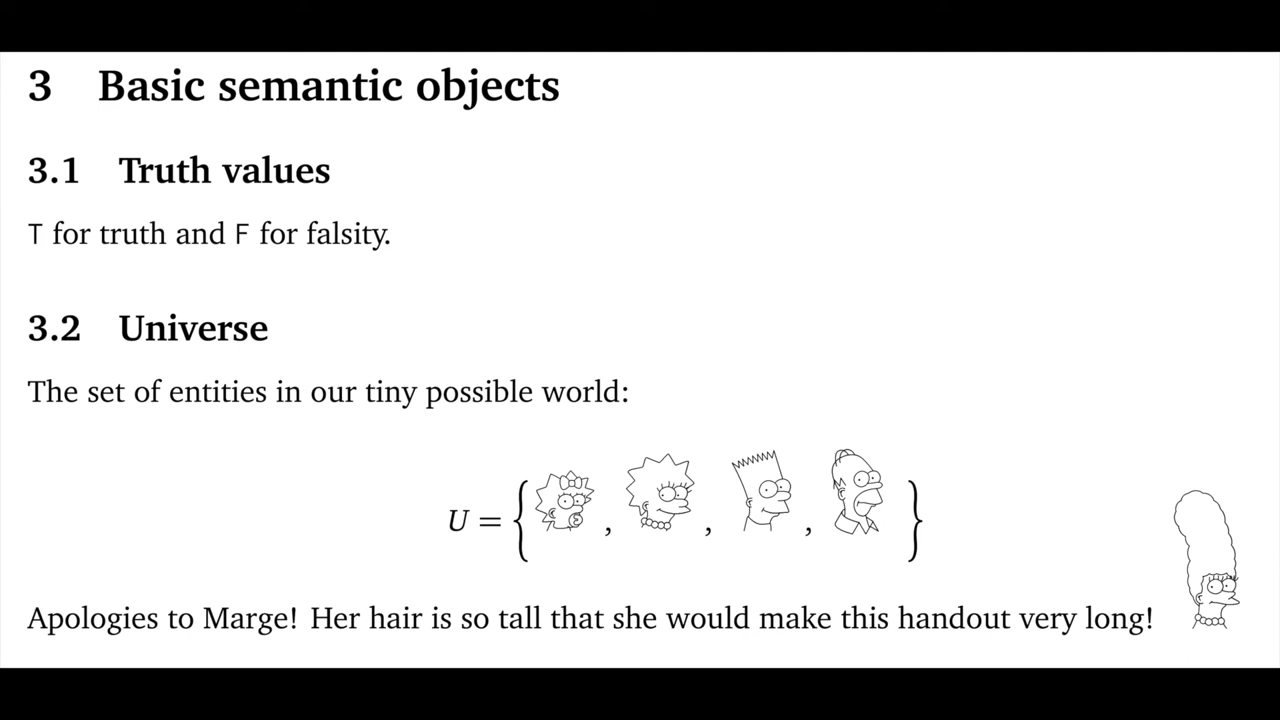 3 Basic semantic objects
3.1 Truth values
T for truth and F for falsity.
3.2 Universe
The set of entities in our tiny possible world:
U = { , , , }
Apologies to Marge! Her hair is so tall that she would make this handout very long!